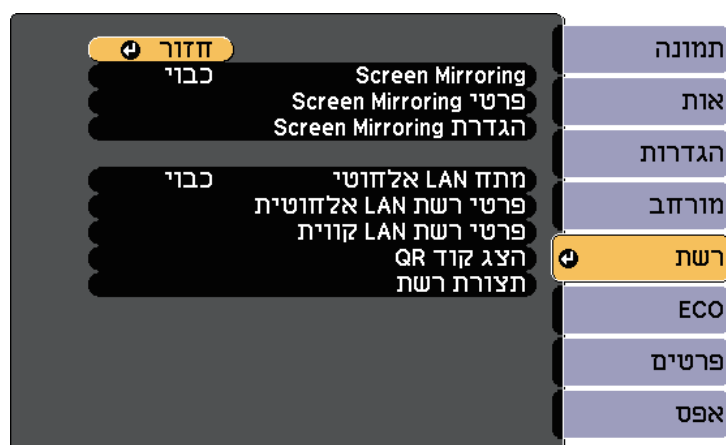 תמונה
אות
הגדרות
מורחב
רשת
ECO
פרטים
אפס
חזור
Screen Mirroring כבוי
פרטי Screen Mirroring
הגדרת Screen Mirroring
מתח LAN אלחוטי כבוי
פרטי רשת LAN אלחוטית
פרטי רשת LAN קווית
הצג קוד QR
תצורת רשת